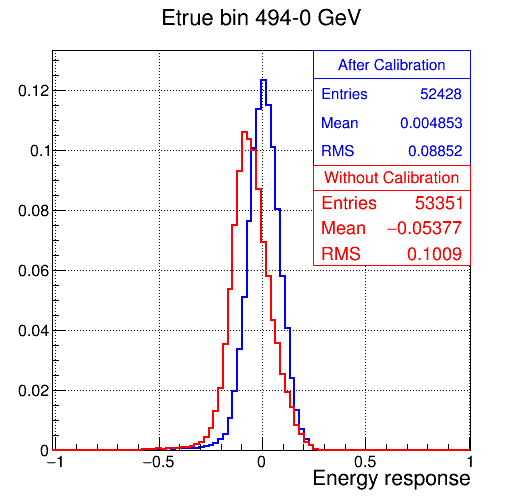 Etrue bin 494-0 GeV
After Calibration
Entries 52428
Mean 0.004853
RMS 0.08852
Without Calibration
Entries 53351
Mean −0.05377
RMS 0.1009
0.12
0.1
0.08
0.06
0.04
0.02
0
−1 −0.5 0 0.5 1
Energy response